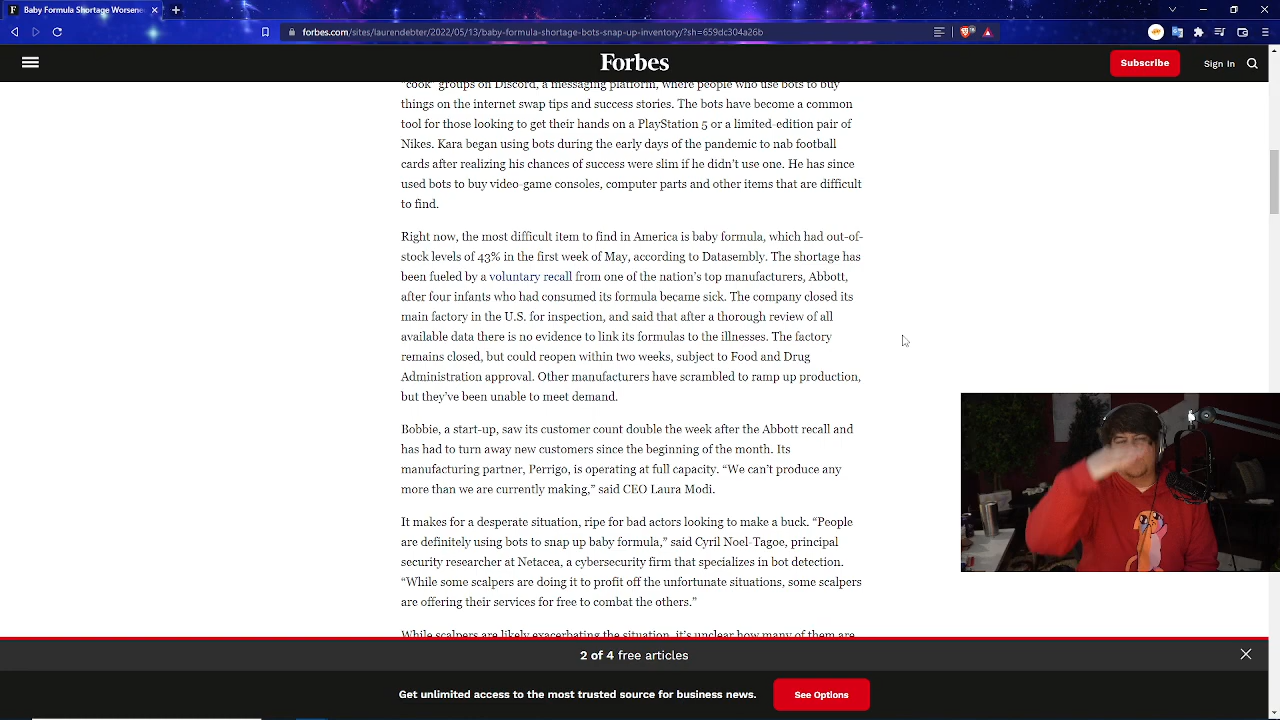 Baby Formula Shortage Worsene
forbes.com/sites/laurendebter/2022/05/13/baby-formula-shortage-bots-snap-up-inventory/?sh=659dc304a26b
Forbes
Subscribe
Sign In
"cook" groups on Discord, a messaging platform, where people who use bots to buy
things on the internet swap tips and success stories. The bots have become a common
tool for those looking to get their hands on a PlayStation 5 or a limited-edition pair of
Nikes. Kara began using bots during the early days of the pandemic to nab football
cards after realizing his chances of success were slim if he didn't use one. He has since
used bots to buy video-game consoles, computer parts and other items that are difficult
to find.
Right now, the most difficult item to find in America is baby formula, which had out-of-
stock levels of 43% in the first week of May, according to Datasembly. The shortage has
been fueled by a voluntary recall from one of the nation's top manufacturers, Abbott,
after four infants who had consumed its formula became sick. The company closed its
main factory in the U.S. for inspection, and said that after a thorough review of all
available data there is no evidence to link its formulas to the illnesses. The factory
remains closed, but could reopen within two weeks, subject to Food and Drug
Administration approval. Other manufacturers have scrambled to ramp up production,
but they've been unable to meet demand.
Bobbie, a start-up, saw its customer count double the week after the Abbott recall and
has had to turn away new customers since the beginning of the month. Its
manufacturing partner, Perrigo, is operating at full capacity. “We can't produce any
more than we are currently making,” said CEO Laura Modi.
It makes for a desperate situation, ripe for bad actors looking to make a buck. “People
are definitely using bots to snap up baby formula,” said Cyril Noel-Tagoe, principal
security researcher at Netacea, a cybersecurity firm that specializes in bot detection.
“While some scalpers are doing it to profit off the unfortunate situations, some scalpers
are offering their services for free to combat the others.”
While scalpers are likely exacerbating the situation, it's unclear how many of them are
2 of 4 free articles
Get unlimited access to the most trusted source for business news.
See Options